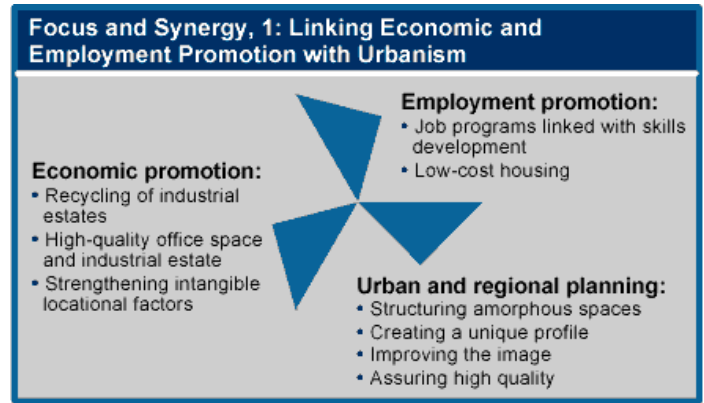 Focus and Synergy, 1: Linking Economic and
Employment Promotion with Urbanism
Employment promotion:
• Job programs linked with skills
development
• Low-cost housing
Economic promotion:
• Recycling of industrial
estates
• High-quality office space
and industrial estate
• Strengthening intangible
locational factors
Urban and regional planning:
• Structuring amorphous spaces
• Creating a unique profile
• Improving the image
• Assuring high quality